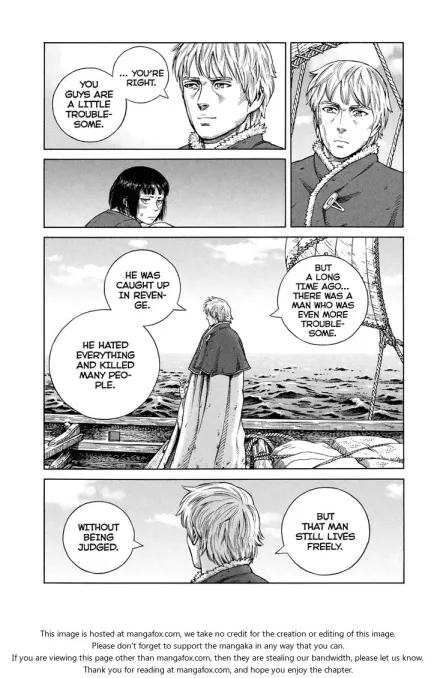 ... YOU'RE
RIGHT.
YOU
GUYS ARE
A LITTLE
TROUBLE-
SOME.
BUT
A LONG
TIME AGO...
THERE WAS A
MAN WHO WAS
EVEN MORE
TROUBLE-
SOME.
HE WAS
CAUGHT UP
IN REVEN-
GE.
HE HATED
EVERYTHING
AND KILLED
MANY PEO-
PLE.
BUT
THAT MAN
STILL LIVES
FREELY.
WITHOUT
BEING
JUDGED.
This image is hosted at mangafox.com, we take no credit for the creation or editing of this image.
Please don't forget to support the mangaka in any way that you can.
If you are viewing this page other than mangafox.com, then they are stealing our bandwidth, please let us know.
Thank you for reading at mangafox.com, and hope you enjoy the chapter.